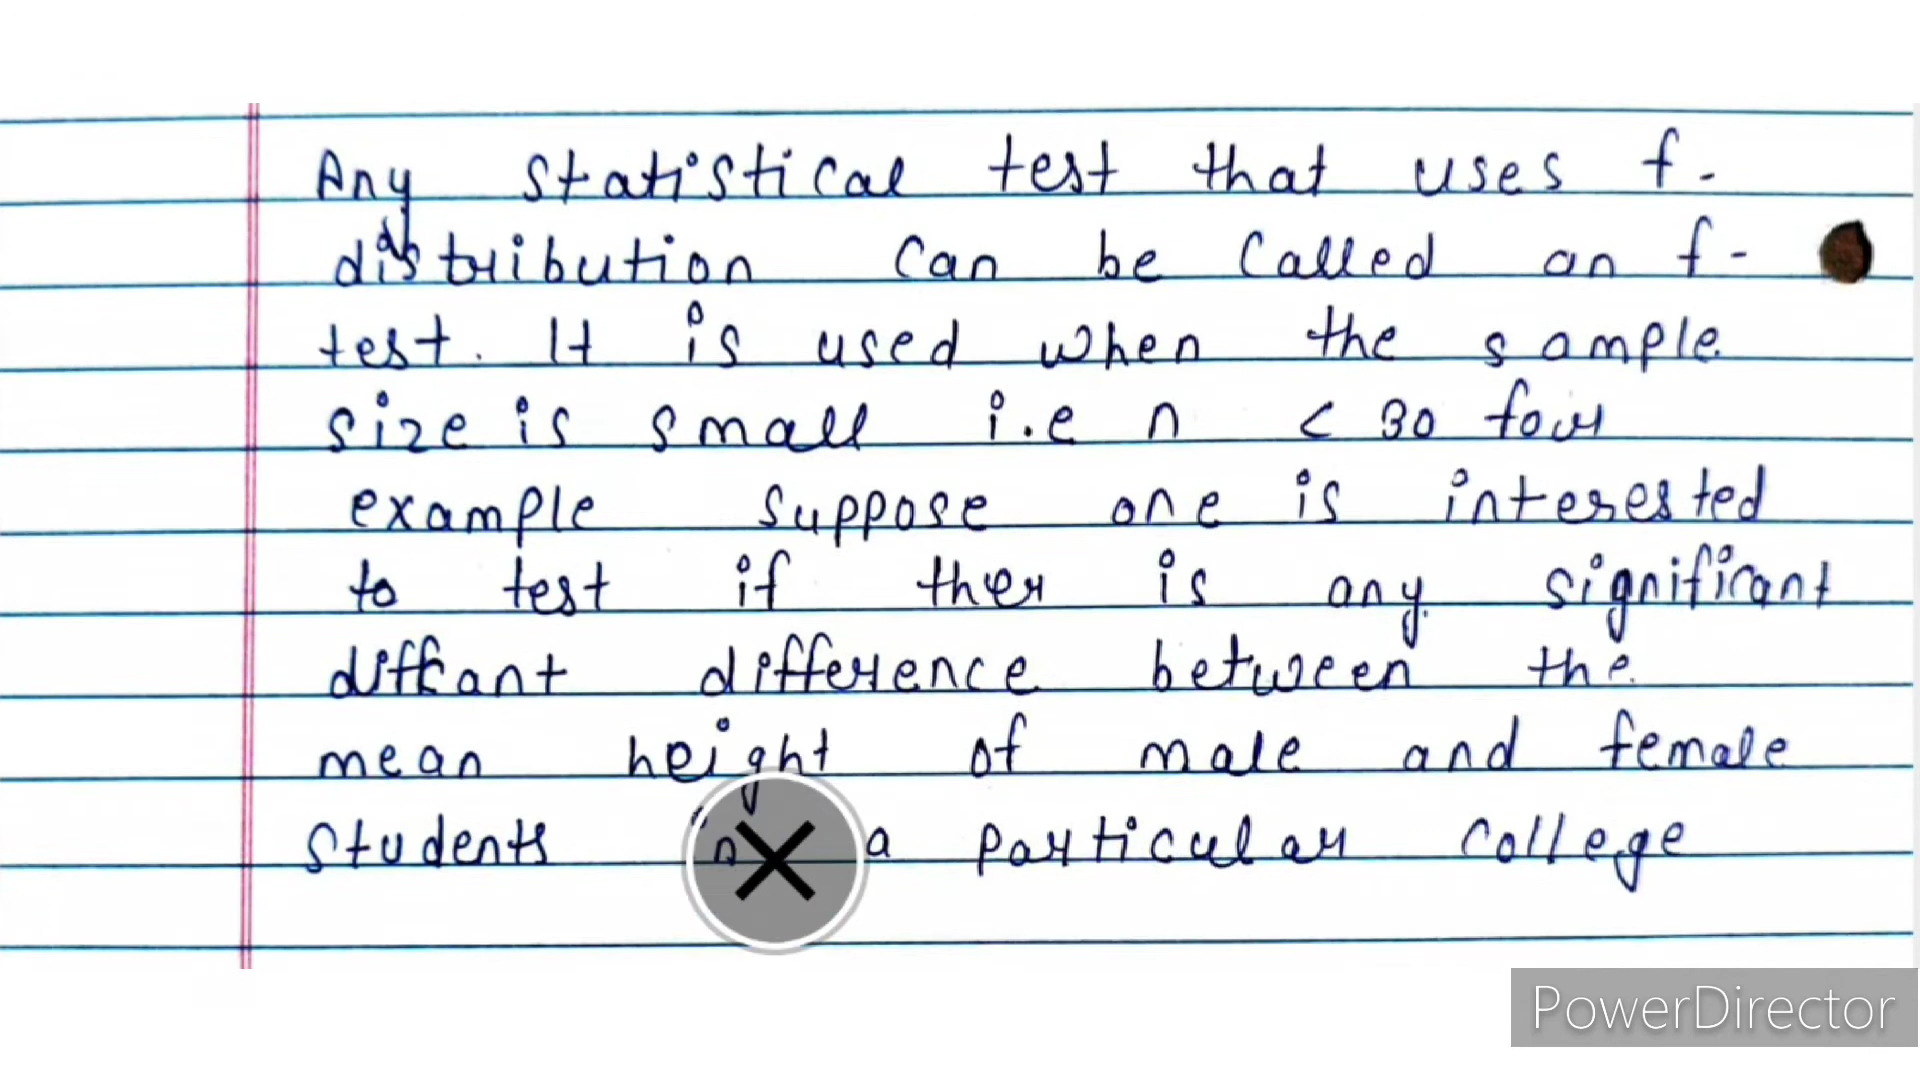 Any statistical test that uses f-
distribution can be called an f-
test. It is used when the sample
size is small i.e n < 30 for
example suppose one is interested
to test if ther is any significant
diffcant difference between the
mean height of male and female
students in a particular college
PowerDirector